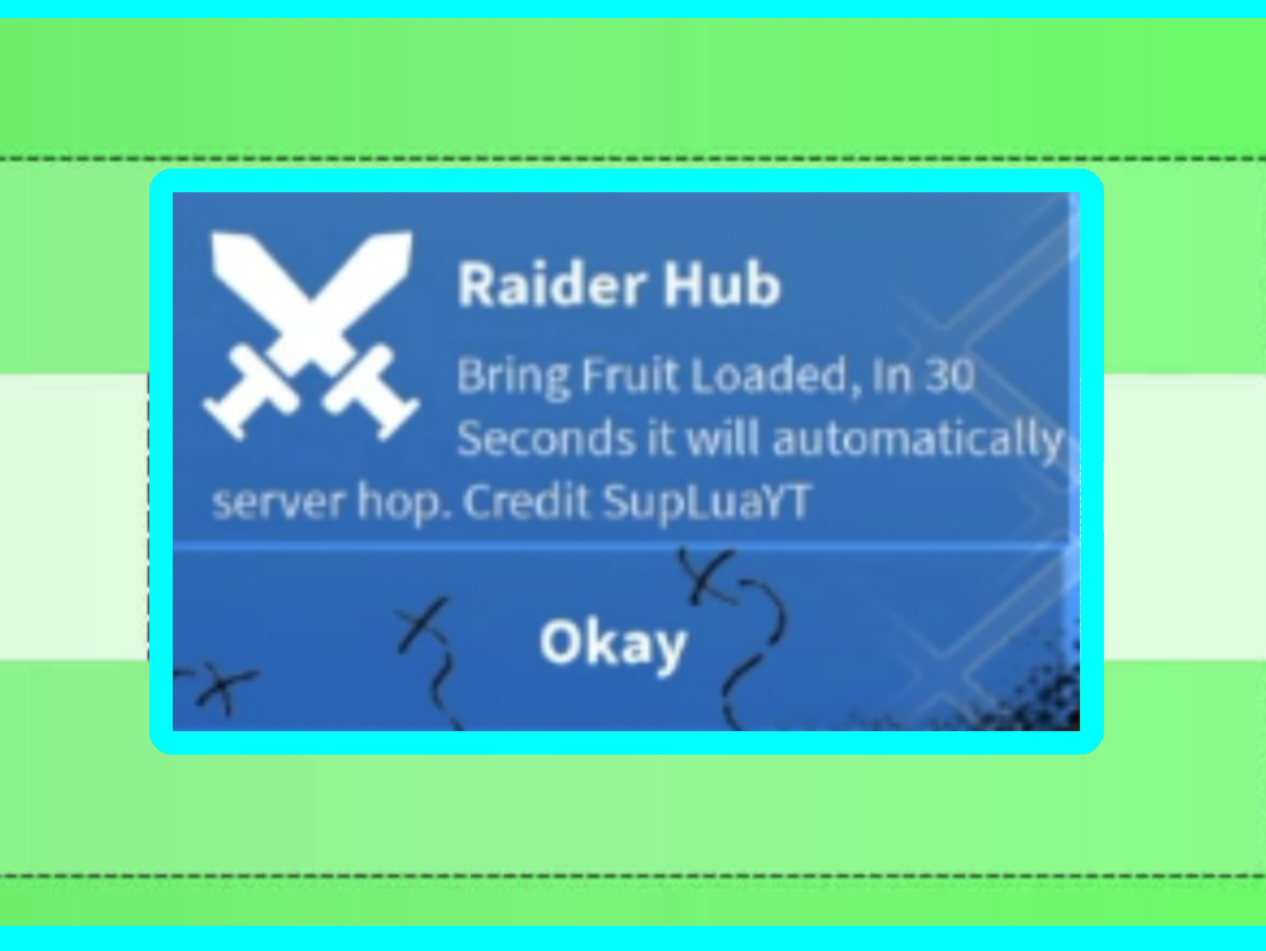 Raider Hub
Bring Fruit Loaded, In 30
Seconds it will automatically
server hop. Credit SupLuaYT
Okay